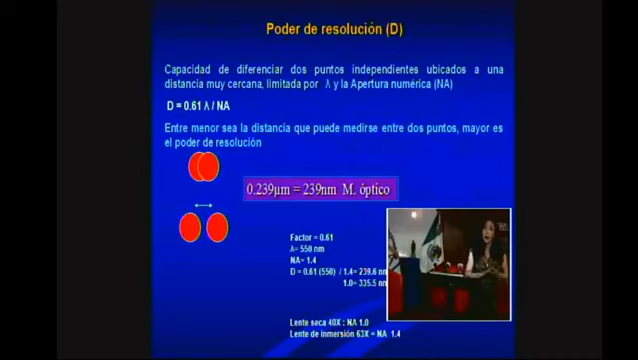 Poder de resolución (D)
Capacidad de diferenciar dos puntos independientes ubicados a una
distancia muy cercana, limitada por λ y la Apertura numérica (NA)
D = 0.61 λ / NA
Entre menor sea la distancia que puede medirse entre dos puntos, mayor es
el poder de resolución
0.239µm = 239nm M. óptico
Factor = 0.61
λ= 550 nm
NA= 1.4
D = 0.61 (550) / 1.4= 239.6 nm
1.0= 335.5 nm
Lente seca 40X : NA 1.0
Lente de inmersión 63X = NA 1.4